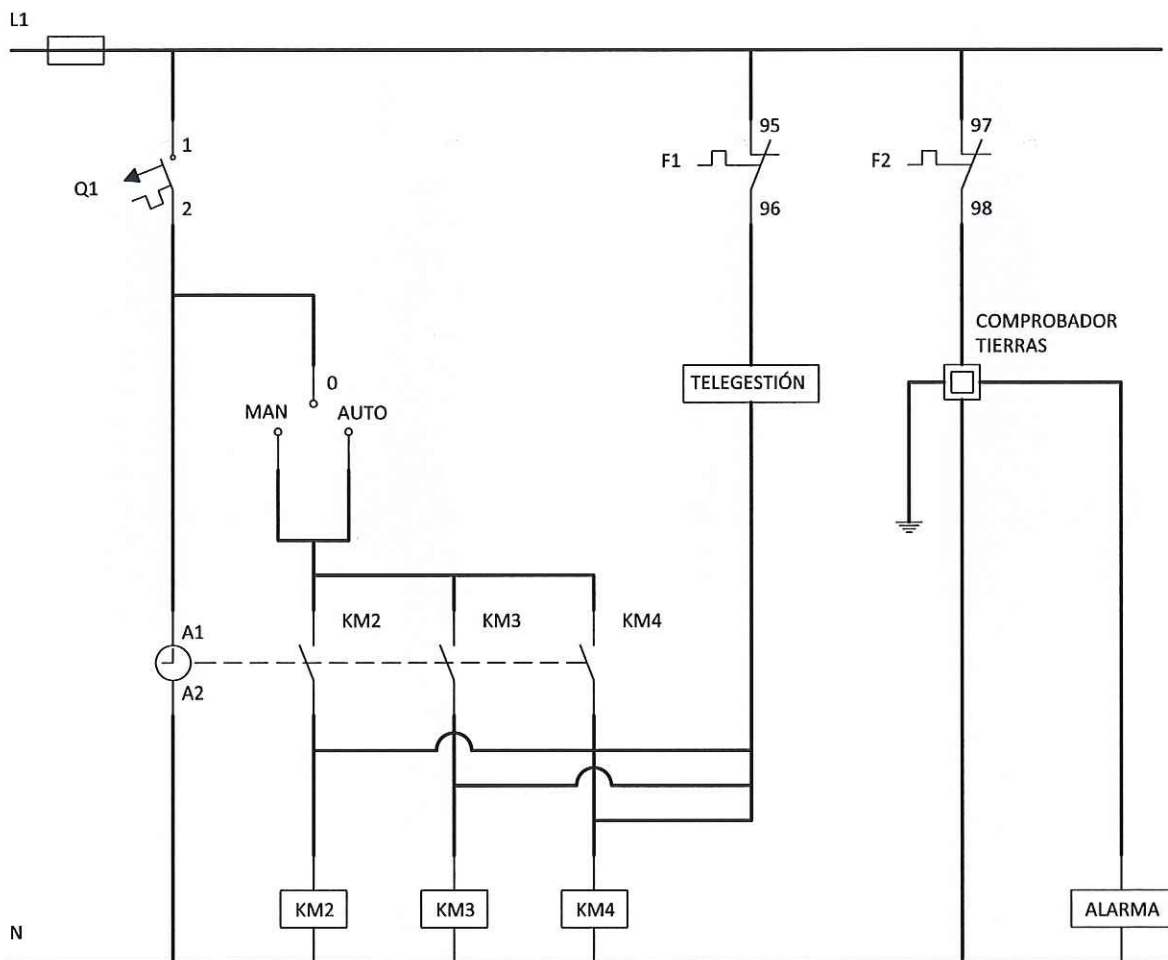 L1
1
Q1
2
95
F1
96
97
F2
98
COMPROBADOR
TIERRAS
0
MAN
AUTO
TELEGESTIÓN
KM2
KM3
KM4
A1
A2
KM2
KM3
KM4
ALARMA
N